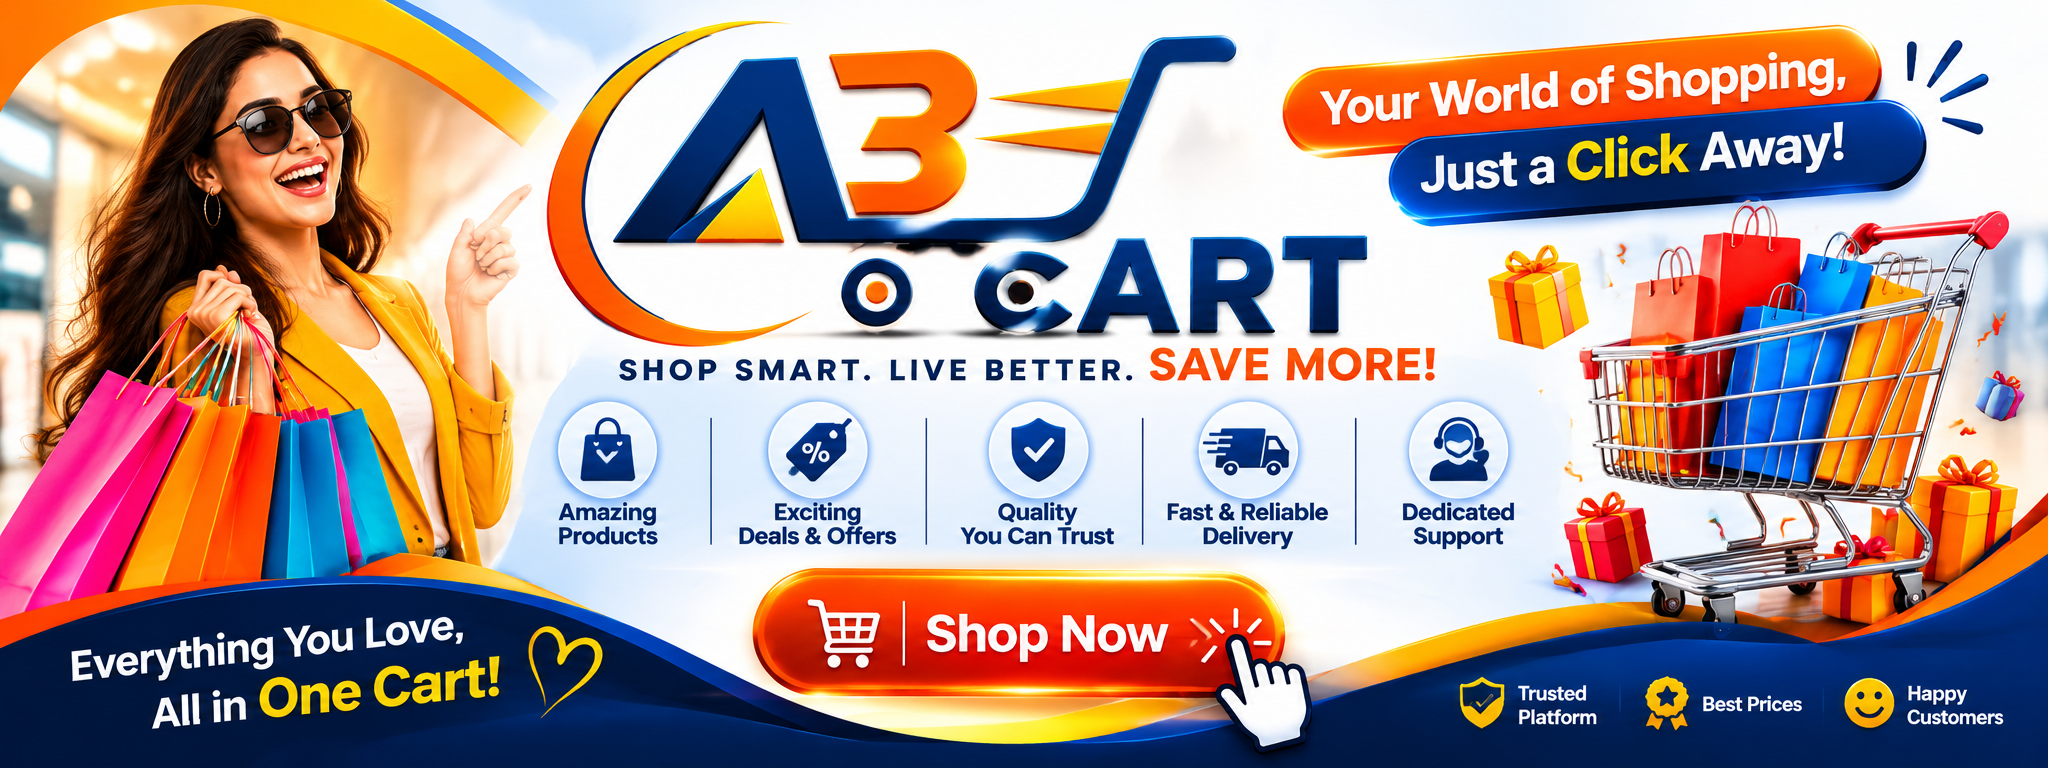 Your World of Shopping,
Just a Click Away!
AB
CART
SHOP SMART. LIVE BETTER. SAVE MORE!
Amazing
Products
Exciting
Deals & Offers
Quality
You Can Trust
Fast & Reliable
Delivery
Dedicated
Support
Shop Now
Everything You Love,
All in One Cart!
Trusted
Platform
Best Prices
Happy
Customers